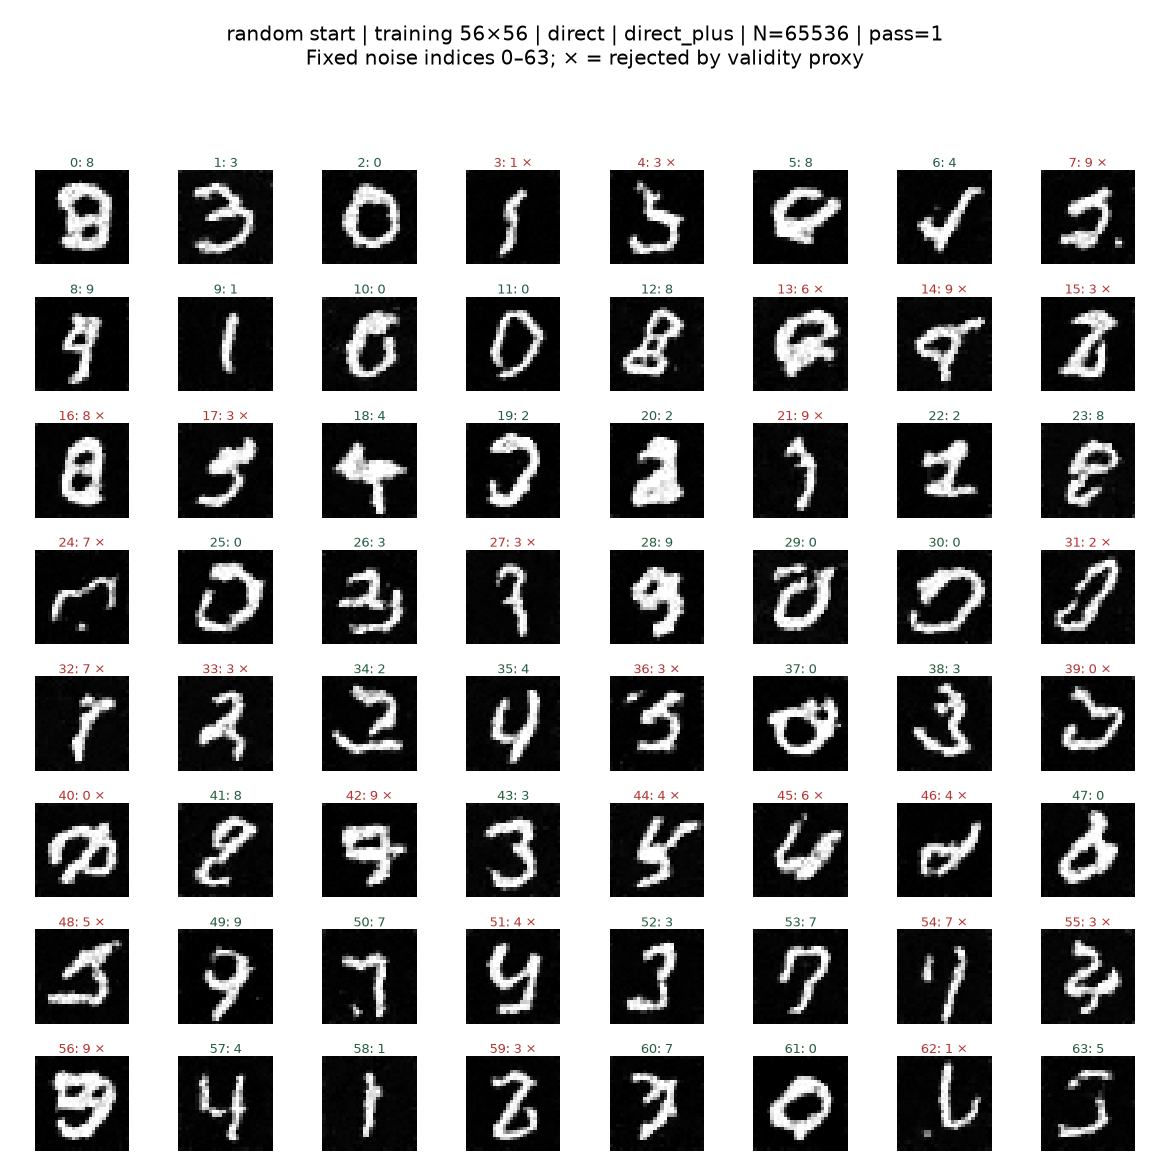 random start | training 56×56 | direct | direct_plus | N=65536 | pass=1
Fixed noise indices 0–63; × = rejected by validity proxy
0: 8 1: 3 2: 0 3: 1 × 4: 3 × 5: 8 6: 4 7: 9 ×
8: 9 9: 1 10: 0 11: 0 12: 8 13: 6 × 14: 9 × 15: 3 ×
16: 8 × 17: 3 × 18: 4 19: 2 20: 2 21: 9 × 22: 2 23: 8
24: 7 × 25: 0 26: 3 27: 3 × 28: 9 29: 0 30: 0 31: 2 ×
32: 7 × 33: 3 × 34: 2 35: 4 36: 3 × 37: 0 38: 3 39: 0 ×
40: 0 × 41: 8 42: 9 × 43: 3 44: 4 × 45: 6 × 46: 4 × 47: 0
48: 5 × 49: 9 50: 7 51: 4 × 52: 3 53: 7 54: 7 × 55: 3 ×
56: 9 × 57: 4 58: 1 59: 3 × 60: 7 61: 0 62: 1 × 63: 5